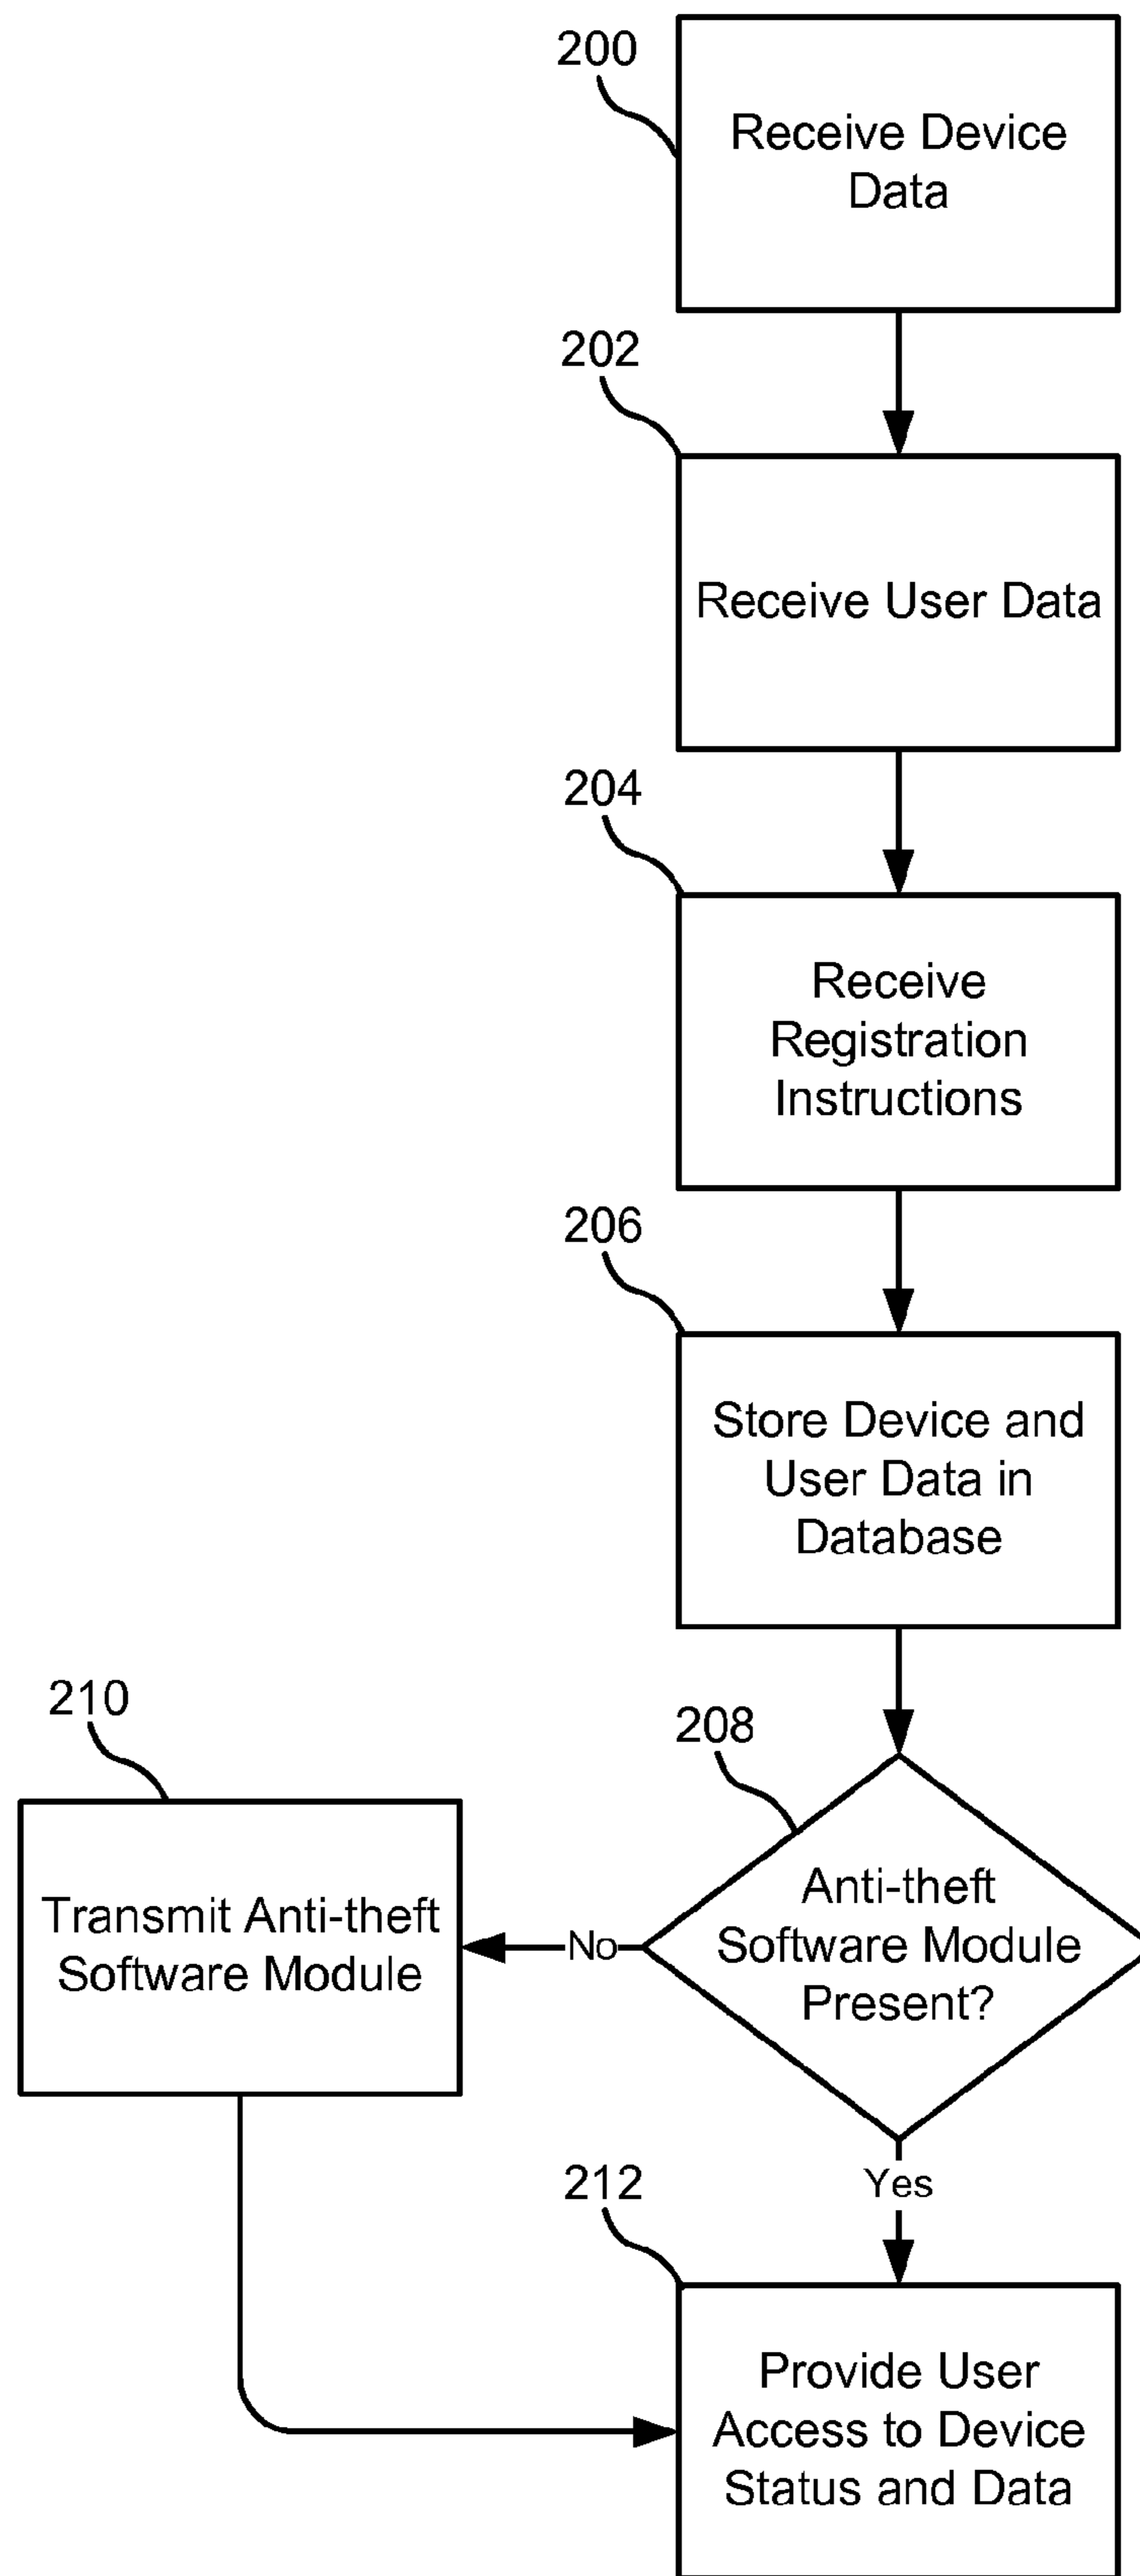 200
Receive Device
Data
202
Receive User Data
204
Receive
Registration
Instructions
206
Store Device and
User Data in
Database
208
Anti-theft
Software Module
Present?
No
210
Transmit Anti-theft
Software Module
Yes
212
Provide User
Access to Device
Status and Data